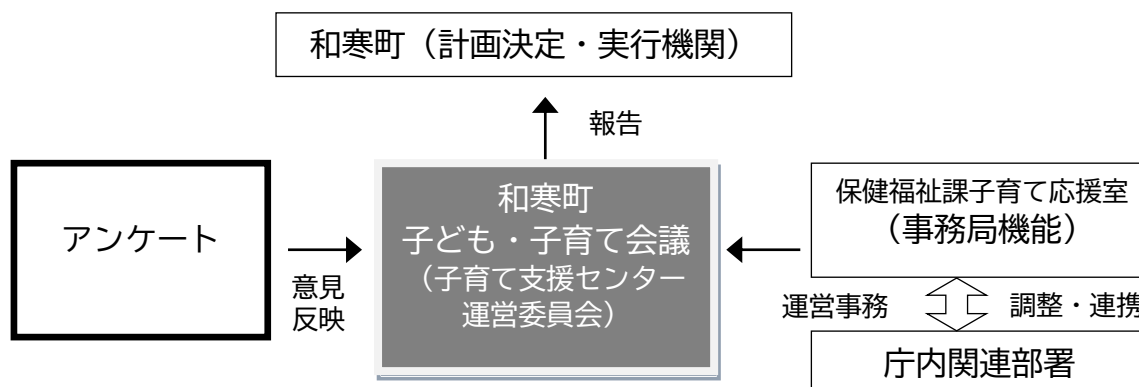 和寒町（計画決定・実行機関）
報告
アンケート
意見
反映
和寒町
子ども・子育て会議
（子育て支援センター
運営委員会）
保健福祉課子育て応援室
（事務局機能）
運営事務
調整・連携
庁内関連部署